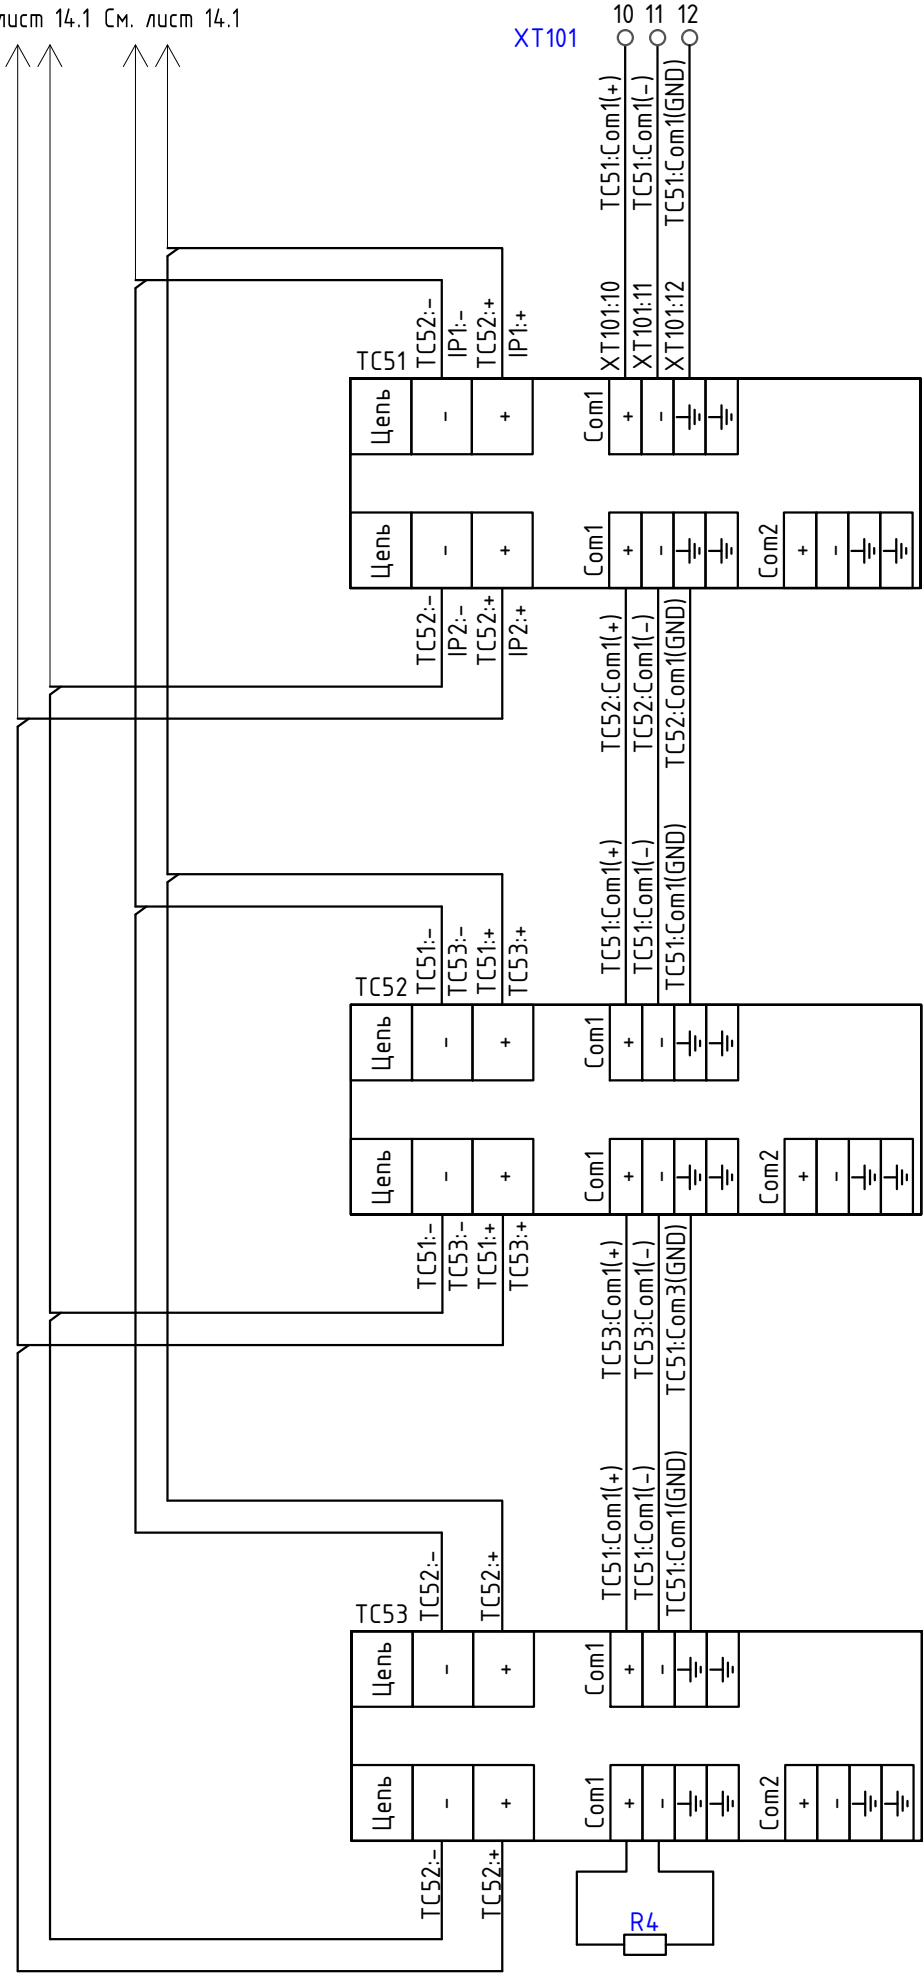 лист 14.1 См. лист 14.1
10 11 12
XT101
TC51:Com1(+)
TC51:Com1(-)
TC51:Com1(GND)
XT101:10
XT101:11
XT101:12
TC52:-
IP1:-
TC52:+
IP1:+
TC51
Цепь
-
+
Com1
+
-
Цепь
-
+
Com1
+
-
Com2
+
-
TC52:-
IP2:-
TC52:+
IP2:+
TC52:Com1(+)
TC52:Com1(-)
TC52:Com1(GND)
TC51:Com1(+)
TC51:Com1(-)
TC51:Com1(GND)
TC51:-
TC53:-
TC51:+
TC53:+
TC52
Цепь
-
+
Com1
+
-
Цепь
-
+
Com1
+
-
Com2
+
-
TC51:-
TC53:-
TC51:+
TC53:+
TC53:Com1(+)
TC53:Com1(-)
TC51:Com3(GND)
TC51:Com1(+)
TC51:Com1(-)
TC51:Com1(GND)
TC52:-
TC52:+
TC53
Цепь
-
+
Com1
+
-
Цепь
-
+
Com1
+
-
Com2
+
-
TC52:-
TC52:+
R4